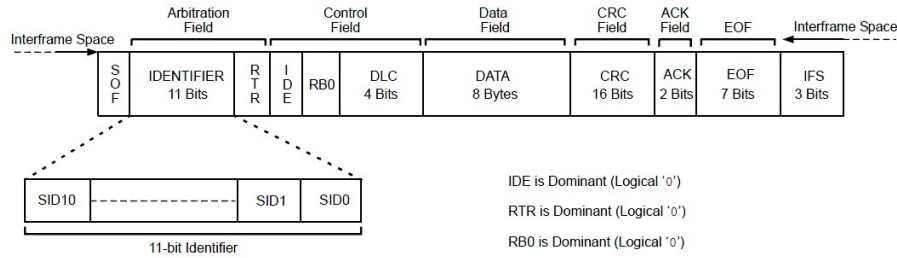 Arbitration Field
Control Field
Data Field
CRC Field
ACK Field
EOF
Interframe Space
Interframe Space
SOF
IDENTIFIER 11 Bits
RTR
IDE
RB0
DLC 4 Bits
DATA 8 Bytes
CRC 16 Bits
ACK 2 Bits
EOF 7 Bits
IFS 3 Bits
SID10
SID1
SID0
11-bit Identifier
IDE is Dominant (Logical ‘0’)
RTR is Dominant (Logical ‘0’)
RB0 is Dominant (Logical ‘0’)